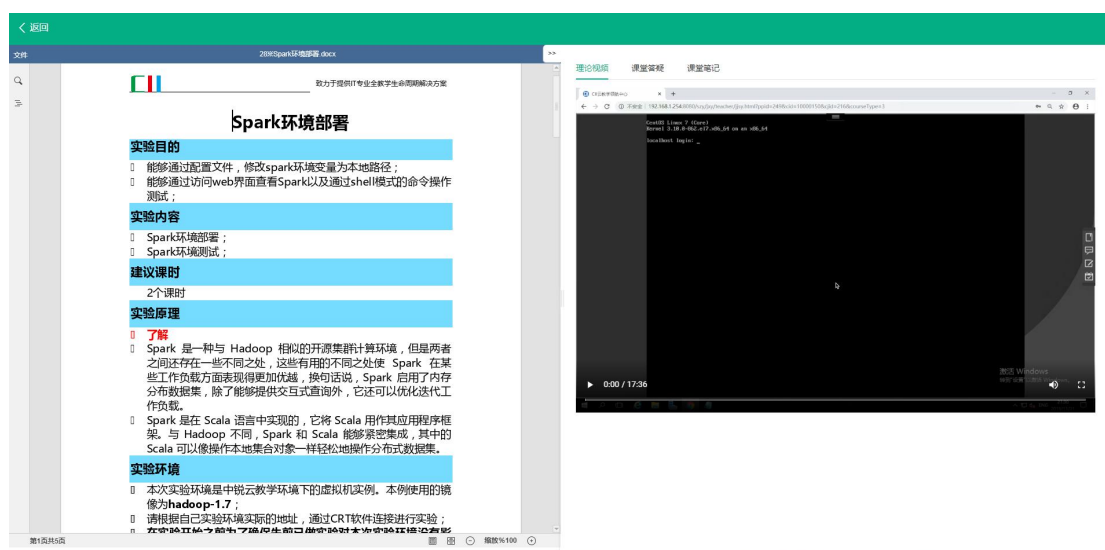 返回
文件
28米Spark环境部署.docx
>>
致力于提供IT专业全教学生命周期解决方案
Spark环境部署
实验目的
能够通过配置文件，修改spark环境变量为本地路径；
能够通过访问web界面查看Spark以及通过shell模式的命令操作
测试；
实验内容
Spark环境部署；
Spark环境测试；
建议课时
2个课时
实验原理
了解
Spark 是一种与 Hadoop 相似的开源集群计算环境，但是两者
之间还存在一些不同之处，这些有用的不同之处使 Spark 在某
些工作负载方面表现得更加优越，换句话说，Spark 启用了内存
分布数据集，除了能够提供交互式查询外，它还可以优化迭代工
作负载。
Spark 是在 Scala 语言中实现的，它将 Scala 用作其应用程序框
架。与 Hadoop 不同，Spark 和 Scala 能够紧密集成，其中的
Scala 可以像操作本地集合对象一样轻松地操作分布式数据集。
实验环境
本次实验环境是中锐云教学环境下的虚拟机实例。本例使用的镜
像为hadoop-1.7；
请根据自己实验环境实际的地址，通过CRT软件连接进行实验；
第1页共5页
缩放%100
理论视频 课堂答疑 课堂笔记
不安全
CentOS Linux 7 (Core)
Kernel 3.10.0-862.el7.x86_64 on an x86_64
localhost login: _
激活 Windows
0:00 / 17:36